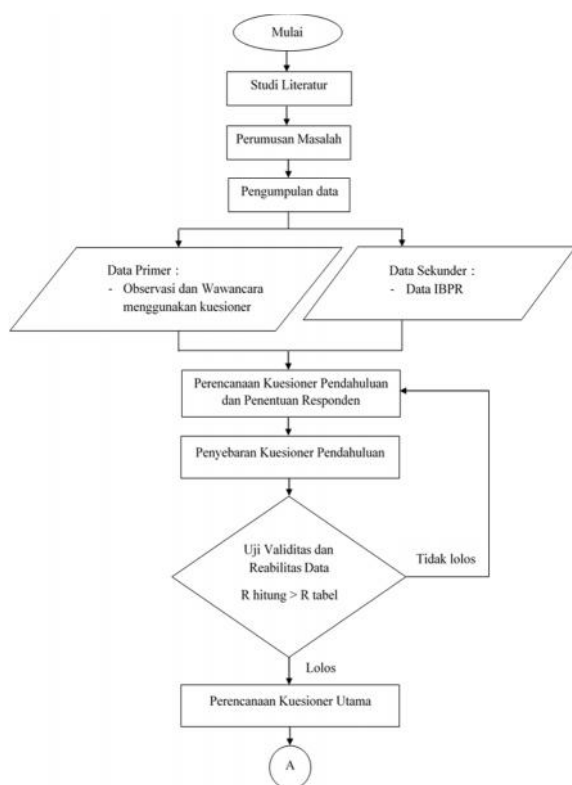 Mulai
Studi Literatur
Perumusan Masalah
Pengumpulan data
Data Primer :
- Observasi dan Wawancara
menggunakan kuesioner
Data Sekunder :
- Data IBPR
Perencanaan Kuesioner Pendahuluan
dan Penentuan Responden
Penyebaran Kuesioner Pendahuluan
Uji Validitas dan
Reabilitas Data
R hitung > R tabel
Tidak lolos
Lolos
Perencanaan Kuesioner Utama
A